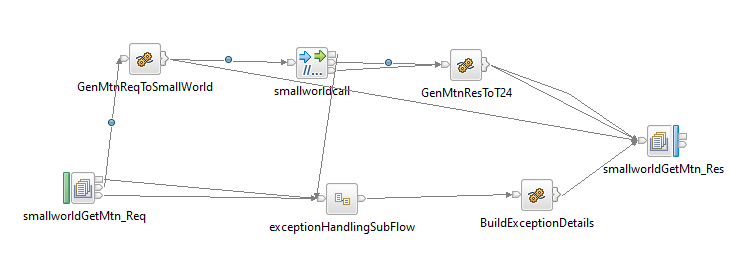 GenMtnReqToSmallWorld
//...
smallworldcall
GenMtnResToT24
smallworldGetMtn_Res
smallworldGetMtn_Req
exceptionHandlingSubFlow
BuildExceptionDetails